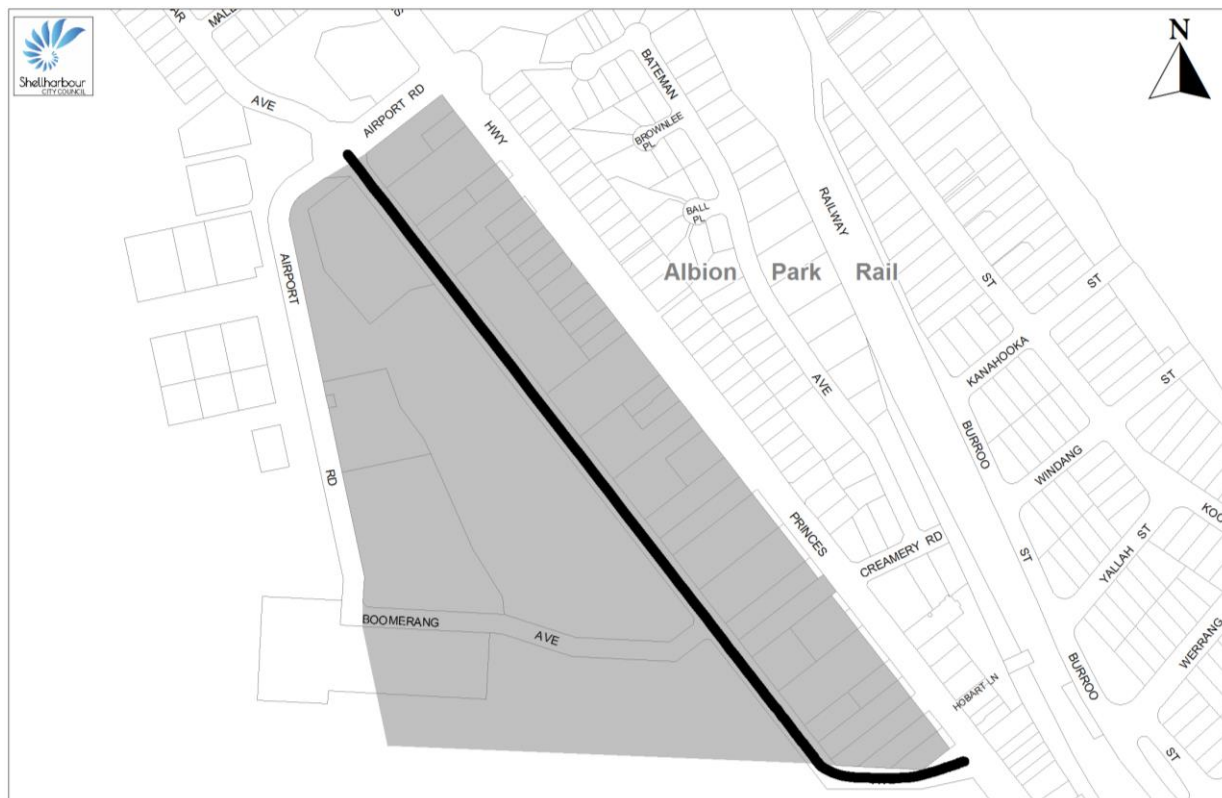 Shellharbour
CITY COUNCIL
N
AVE
AIRPORT RD
HWY
BATEMAN
BROWNLEE
PL
BALL
PL
RAILWAY
Albion Park Rail
AIRPORT
ST
ST
KANAHOOKA
ST
AVE
RD
BURROO
WINDANG
PRINCES
CREAMERY RD
ST
YALLAH ST
BOOMERANG
AVE
BURROO
WERRANG
HOBART LN
ST